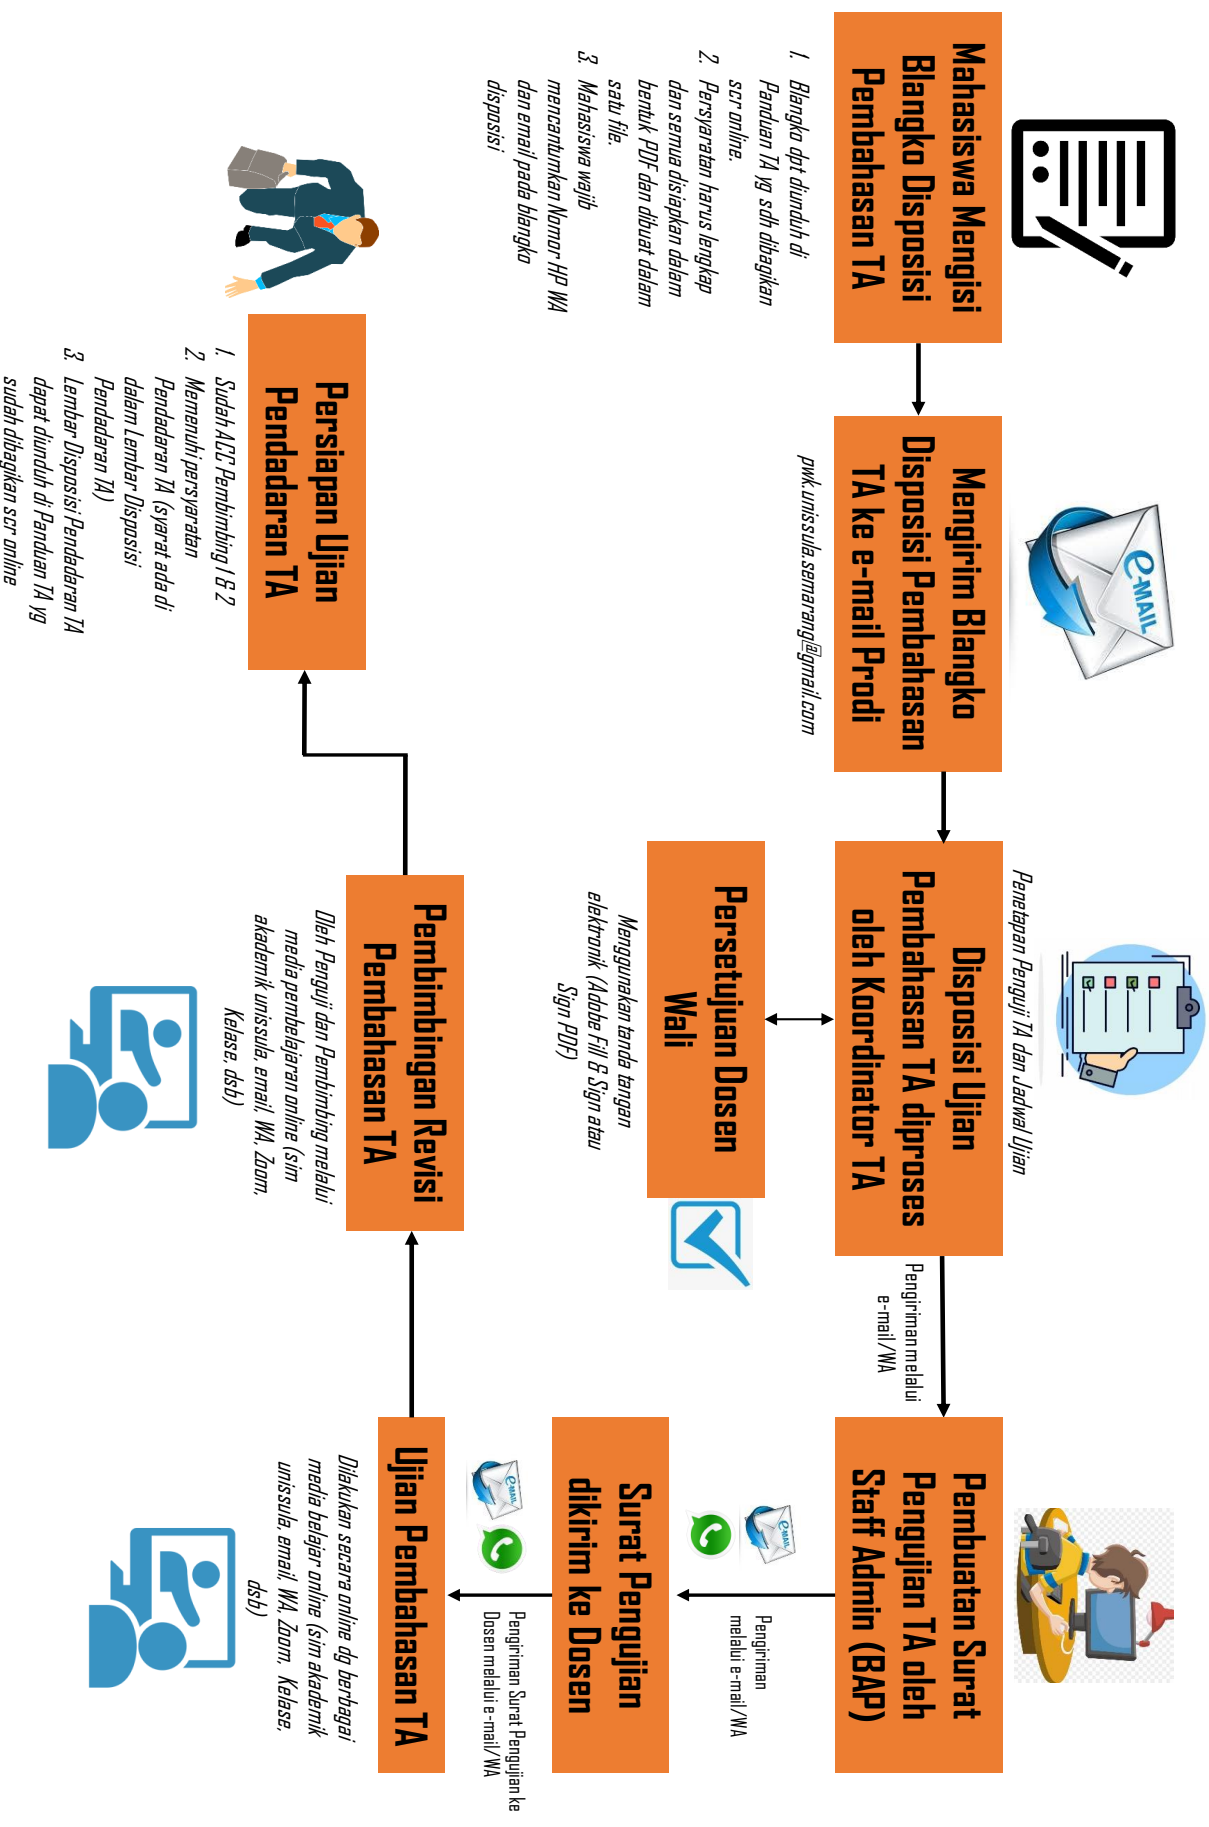 Mahasiswa Mengisi
Blangko Disposisi
Pembahasan TA
1. Blangko dpt diunduh di
Panduan TA yg sdh dibagikan
scr online.
2. Persyaratan harus lengkap
dan semua disiapkan dalam
bentuk PDF dan dibuat dalam
satu file.
3. Mahasiswa wajib
mencantumkan Nomor HP WA
dan email pada blangko
disposisi
e-MAIL
Mengirim Blangko
Disposisi Pembahasan
TA ke e-mail Prodi
pwk.unissula.semarang@gmail.com
Penetapan Penguji TA dan Jadwal Ujian
Disposisi Ujian
Pembahasan TA diproses
oleh Koordinator TA
Persetujuan Dosen
Wali
Menggunakan tanda tangan
elektronik (Adobe Fill & Sign atau
Sign PDF)
Pengiriman melalui
e-mail/WA
Pembuatan Surat
Pengujian TA oleh
Staff Admin (BAP)
e-MAIL
Pengiriman
melalui e-mail/WA
Surat Pengujian
dikirim ke Dosen
e-MAIL
Pengiriman Surat Pengujian ke
Dosen melalui e-mail/WA
Ujian Pembahasan TA
Dilakukan secara online dg berbagai
media belajar online (sim akademik
unissula, email, WA, Zoom, Kelase,
dsb)
Pembimbingan Revisi
Pembahasan TA
Oleh Penguji dan Pembimbing melalui
media pembelajaran online (sim
akademik unissula, email, WA, Zoom,
Kelase, dsb)
Persiapan Ujian
Pendadaran TA
1. Sudah ACC Pembimbing 1 & 2
2. Memenuhi persyaratan
Pendadaran TA (syarat ada di
dalam Lembar Disposisi
Pendadaran TA)
3. Lembar Disposisi Pendadaran TA
dapat diunduh di Panduan TA yg
sudah dibagikan scr online